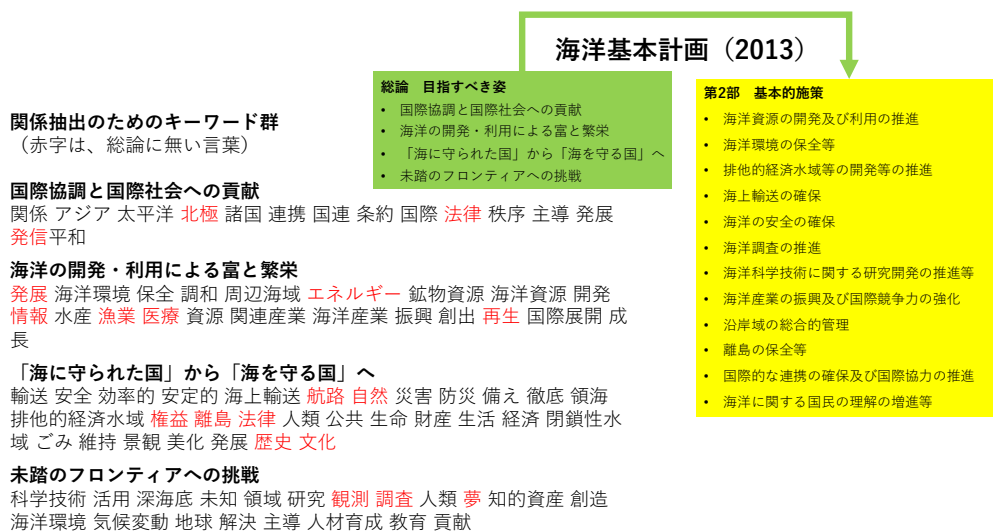 海洋基本計画（2013）
総論　目指すべき姿
• 国際協調と国際社会への貢献
• 海洋の開発・利用による富と繁栄
• 「海に守られた国」から「海を守る国」へ
• 未踏のフロンティアへの挑戦
第2部　基本的施策
• 海洋資源の開発及び利用の推進
• 海洋環境の保全等
• 排他的経済水域等の開発等の推進
• 海上輸送の確保
• 海洋の安全の確保
• 海洋調査の推進
• 海洋科学技術に関する研究開発の推進等
• 海洋産業の振興及び国際競争力の強化
• 沿岸域の総合的管理
• 離島の保全等
• 国際的な連携の確保及び国際協力の推進
• 海洋に関する国民の理解の増進等
関係抽出のためのキーワード群
（赤字は、総論に無い言葉）
国際協調と国際社会への貢献
関係 アジア 太平洋 北極 諸国 連携 国連 条約 国際 法律 秩序 主導 発展
発信平和
海洋の開発・利用による富と繁栄
発展 海洋環境 保全 調和 周辺海域 エネルギー 鉱物資源 海洋資源 開発
情報 水産 漁業 医療 資源 関連産業 海洋産業 振興 創出 再生 国際展開 成
長
「海に守られた国」から「海を守る国」へ
輸送 安全 効率的 安定的 海上輸送 航路 自然 災害 防災 備え 徹底 領海
排他的経済水域 権益 離島 法律 人類 公共 生命 財産 生活 経済 閉鎖性水
域 ごみ 維持 景観 美化 発展 歴史 文化
未踏のフロンティアへの挑戦
科学技術 活用 深海底 未知 領域 研究 観測 調査 人類 夢 知的資産 創造
海洋環境 気候変動 地球 解決 主導 人材育成 教育 貢献